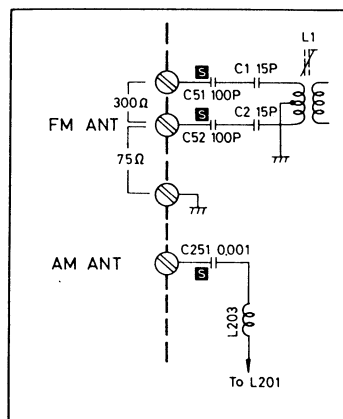 L1
S
C1 15P
C51 100P
300Ω
S
C2 15P
FM ANT
C52 100P
75Ω
C251 0.001
AM ANT
S
L203
To L201